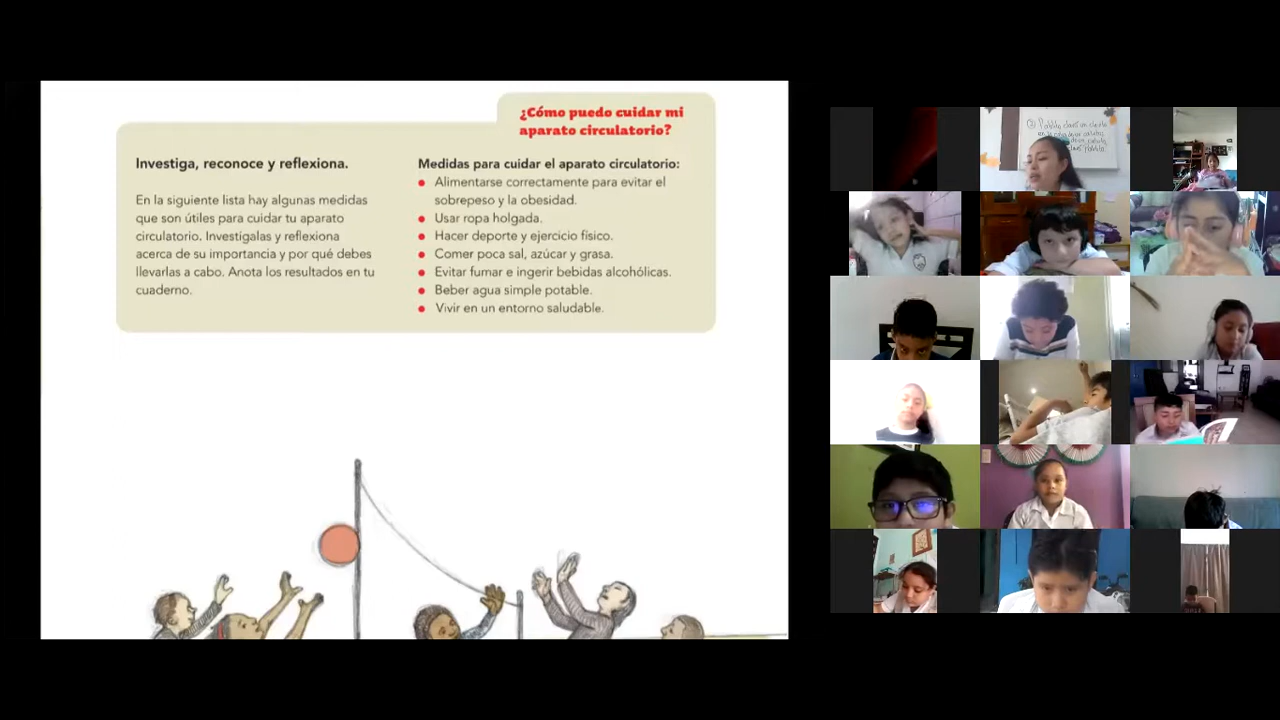 ¿Cómo puedo cuidar mi
aparato circulatorio?
Investiga, reconoce y reflexiona.
En la siguiente lista hay algunas medidas
que son útiles para cuidar tu aparato
circulatorio. Investígalas y reflexiona
acerca de su importancia y por qué debes
llevarlas a cabo. Anota los resultados en tu
cuaderno.
Medidas para cuidar el aparato circulatorio:
● Alimentarse correctamente para evitar el
sobrepeso y la obesidad.
● Usar ropa holgada.
● Hacer deporte y ejercicio físico.
● Comer poca sal, azúcar y grasa.
● Evitar fumar e ingerir bebidas alcohólicas.
● Beber agua simple potable.
● Vivir en un entorno saludable.
Pablito clavó un clavito